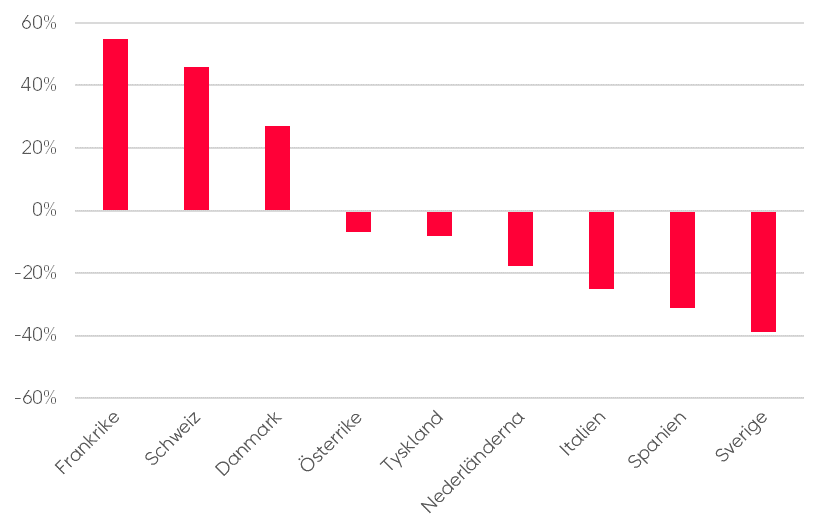 60%
40%
20%
0%
-20%
-40%
-60%
Frankrike
Schweiz
Danmark
Österrike
Tyskland
Nederländerna
Italien
Spanien
Sverige